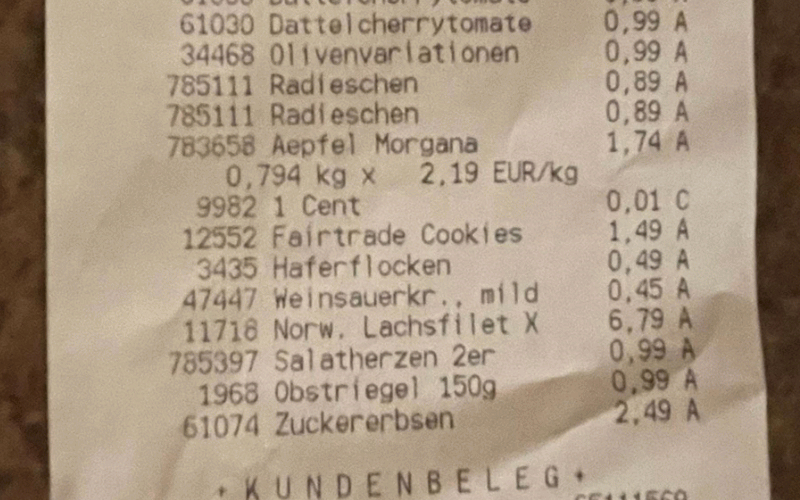 61030 Dattelcherrytomate 0,99 A
34468 Olivenvariationen 0,99 A
785111 Radieschen 0,89 A
785111 Radieschen 0,89 A
783658 Aepfel Morgana 1,74 A
0,794 kg x 2,19 EUR/kg
9982 1 Cent 0,01 C
12552 Fairtrade Cookies 1,49 A
3435 Haferflocken 0,49 A
47447 Weinsauerkr., mild 0,45 A
11718 Norw. Lachsfilet X 6,79 A
785397 Salatherzen 2er 0,99 A
1968 Obstriegel 150g 0,99 A
61074 Zuckererbsen 2,49 A
* K U N D E N B E L E G *